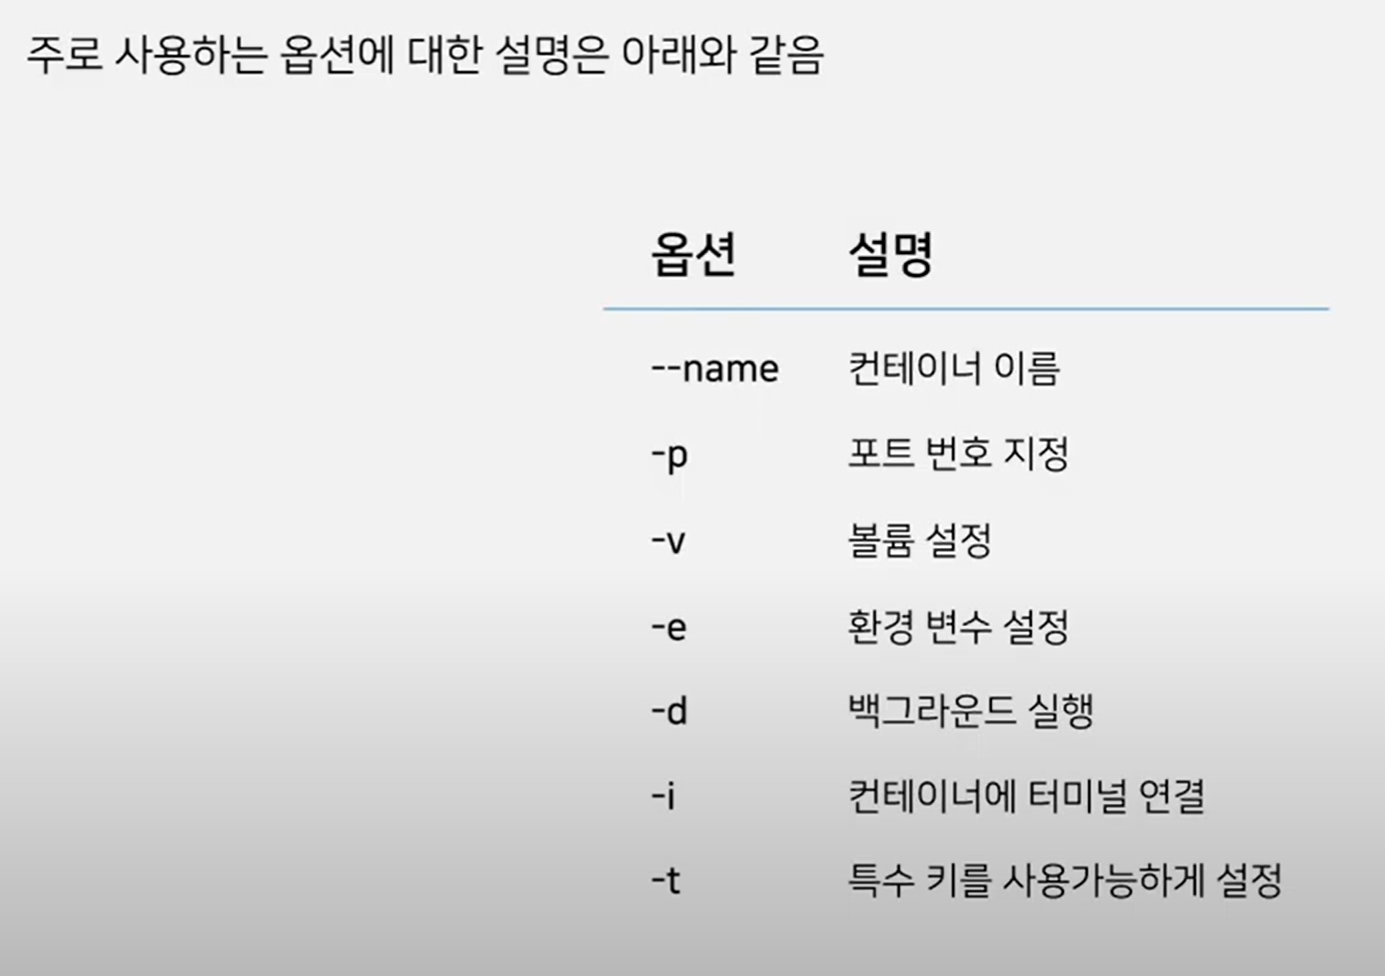 주로 사용하는 옵션에 대한 설명은 아래와 같음
옵션 설명
--name 컨테이너 이름
-p 포트 번호 지정
-v 볼륨 설정
-e 환경 변수 설정
-d 백그라운드 실행
-i 컨테이너에 터미널 연결
-t 특수 키를 사용가능하게 설정